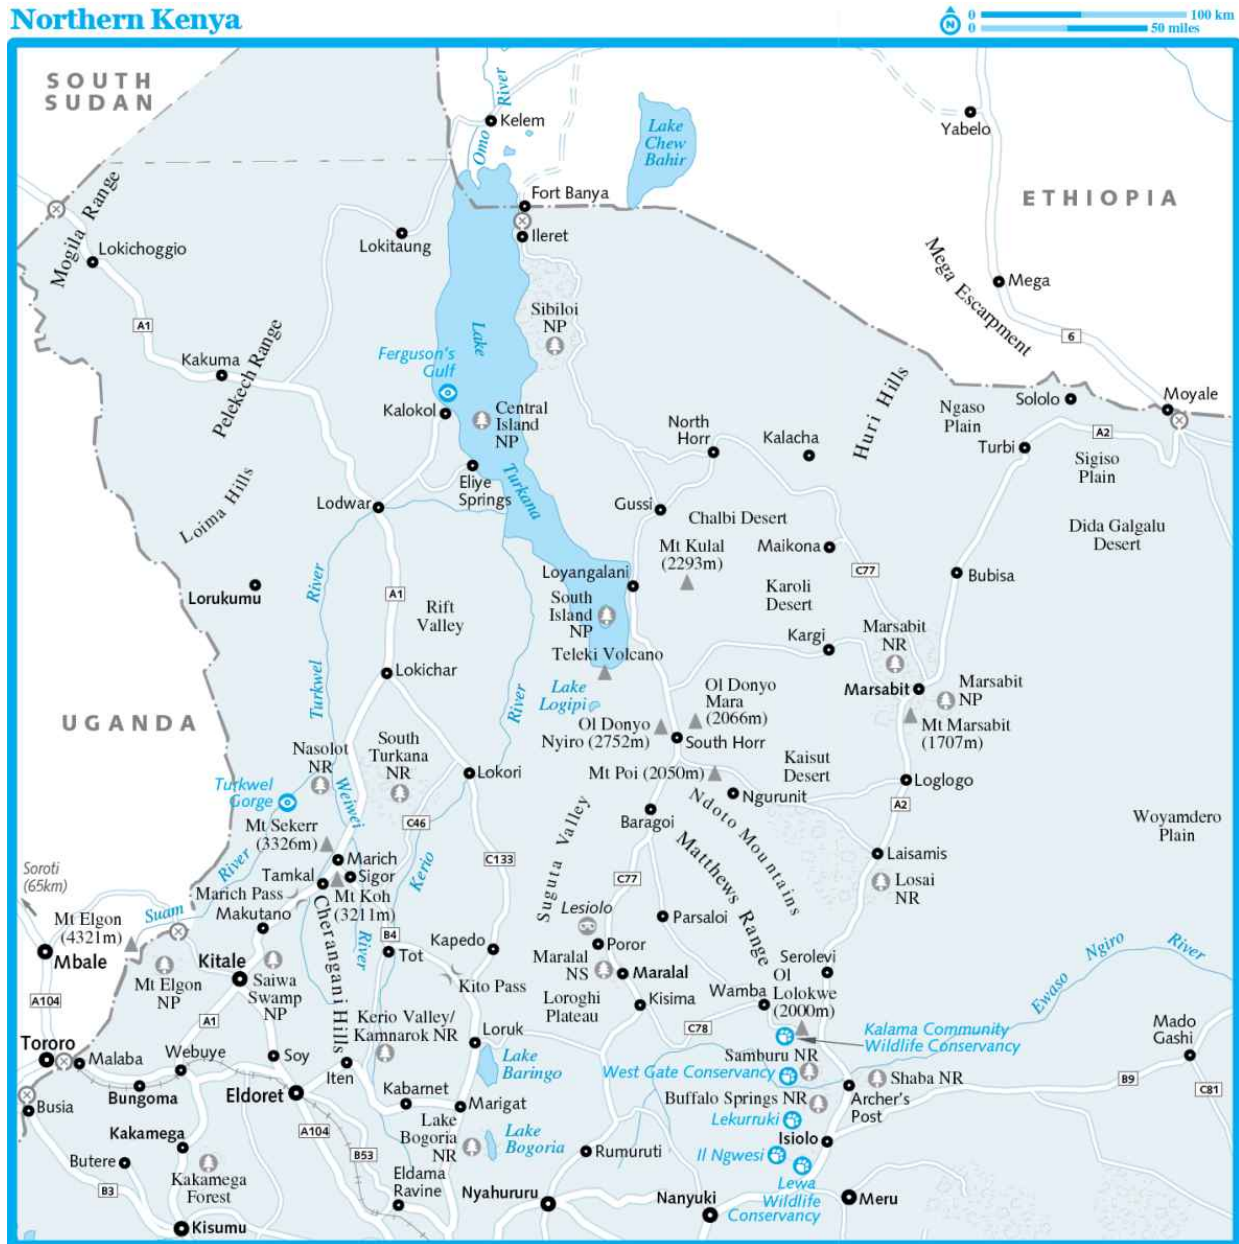 Northern Kenya
0 100 km
N
0 50 miles
SOUTH
SUDAN
Omo
River
Kelem
Lake
Chew
Bahir
Yabelo
ETHIOPIA
Mogila Range
Lokichoggio
Lokitaung
Fort Banya
Ileret
Mega Escarpment
Mega
6
A1
Sibiloi
NP
Lake
Turkana
Kakuma
Pelekech Range
Ferguson's
Gulf
Kalokol
Central
Island
NP
Huri Hills
Ngaso
Plain
Sololo
Moyale
A2
Turbi
Sigiso
Plain
North
Horr
Kalacha
Loima Hills
Eliye
Springs
Lodwar
Gussi
Chalbi Desert
Dida Galgalu
Desert
Mt Kulal
(2293m)
Maikona
C77
Bubisa
Loyangalani
Karoli
Desert
Lorukumu
River
A1
Rift
Valley
South
Island
NP
Kargi
Marsabit
NR
Teleki Volcano
Lokichar
Turkwel
River
Lake
Logipi
Ol Donyo
Mara
(2066m)
Marsabit
Marsabit
NP
Mt Marsabit
(1707m)
UGANDA
Ol Donyo
Nyiro (2752m)
South Horr
Nasolot
NR
South
Turkana
NR
Lokori
Mt Poi (2050m)
Kaisut
Desert
Loglogo
Turkwel
Gorge
Weiwei
Ngurunit
A2
Mt Sekerr
(3326m)
C46
Suguta Valley
Baragoi
Ndoto Mountains
Woyamdero
Plain
Soroti
(65km)
River
Marich
Sigor
Kerio
C133
C77
Matthews Range
Laisamis
Tamkal
Marich Pass
Mt Koh
(3211m)
Losai
NR
Mt Elgon
(4321m)
Suam
Makutano
Cherangani Hills
River
B4
Lesiolo
Parsaloi
Mbale
Kitale
Tot
Kapedo
Poror
Serolevi
Ewaso Ngiro River
Mt Elgon
NP
Saiwa
Swamp
NP
Kito Pass
Maralal
NS
Maralal
Ol
Lolokwe
(2000m)
A104
A1
Kerio Valley/
Kamnarok NR
Loroghi
Plateau
Kisima
Wamba
C78
Kalama Community
Wildlife Conservancy
Mado
Gashi
Tororo
Malaba
Webuye
Soy
Iten
Loruk
Lake
Baringo
Samburu NR
West Gate Conservancy
Shaba NR
B9
C81
Busia
Bungoma
Eldoret
Kabarnet
Marigat
Buffalo Springs NR
Archer's
Post
Kakamega
A104
Lake
Bogoria
NR
Lake
Bogoria
Lekurruki
Isiolo
Butere
Kakamega
Forest
B53
Rumuruti
Il Ngwesi
B3
Eldama
Ravine
Nyahururu
Nanyuki
Lewa
Wildlife
Conservancy
Meru
Kisumu